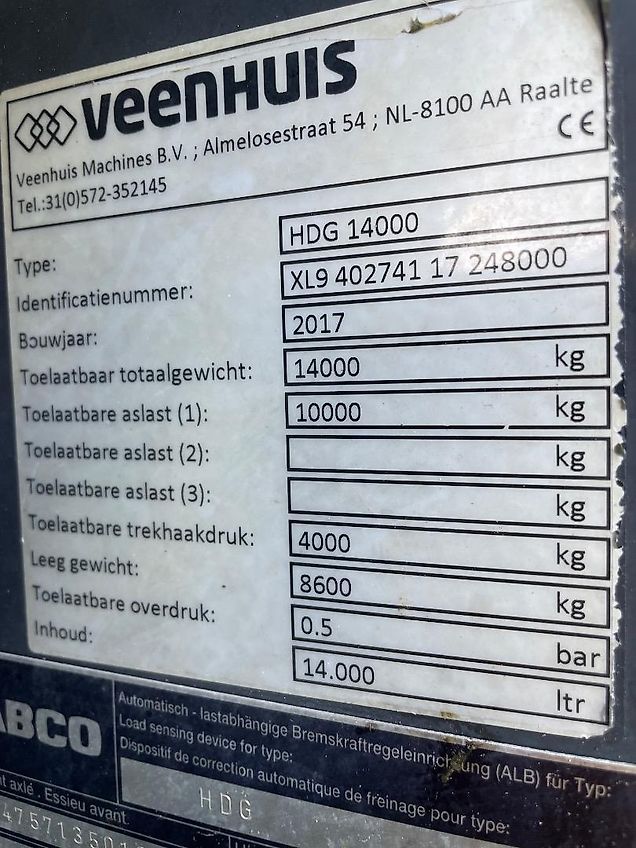 veenHUIS
Veenhuis Machines B.V. ; Almelosestraat 54 ; NL-8100 AA Raalte
Tel.:31(0)572-352145
CE
Type: HDG 14000
Identificatienummer: XL9 402741 17 248000
Bouwjaar: 2017
Toelaatbaar totaalgewicht: 14000 kg
Toelaatbare aslast (1): 10000 kg
Toelaatbare aslast (2): kg
Toelaatbare aslast (3): kg
Toelaatbare trekhaakdruk: 4000 kg
Leeg gewicht: 8600 kg
Toelaatbare overdruk: 0.5 bar
Inhoud: 14.000 ltr
ABCO
Automatisch - lastabhängige Bremskraftregeleinrichtung (ALB) für Typ:
Load sensing device for type:
Dispositif de correction automatique de freinage pour type:
HDG
axle . Essieu avant